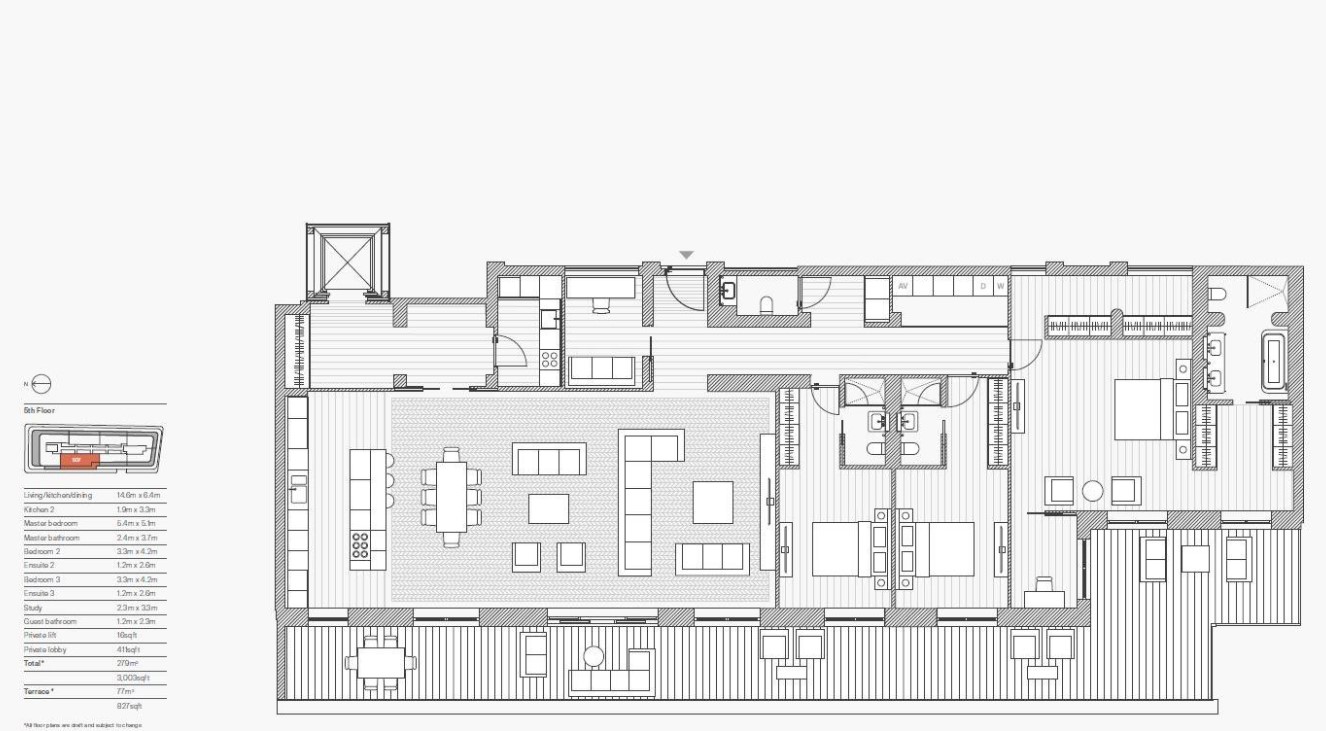 N
5th Floor
Living/kitchen/dining 14.6m x 6.4m
Kitchen 2 1.9m x 3.3m
Master bedroom 5.4m x 5.1m
Master bathroom 2.4m x 3.7m
Bedroom 2 3.3m x 4.2m
Ensuite 2 1.2m x 2.6m
Bedroom 3 3.3m x 4.2m
Ensuite 3 1.2m x 2.6m
Study 2.3m x 3.3m
Guest bathroom 1.2m x 2.3m
Private lift 16sqft
Private lobby 411sqft
Total* 279m²
3,003sqft
Terrace * 77m²
827sqft
*All floor plans are draft and subject to change
AV D W